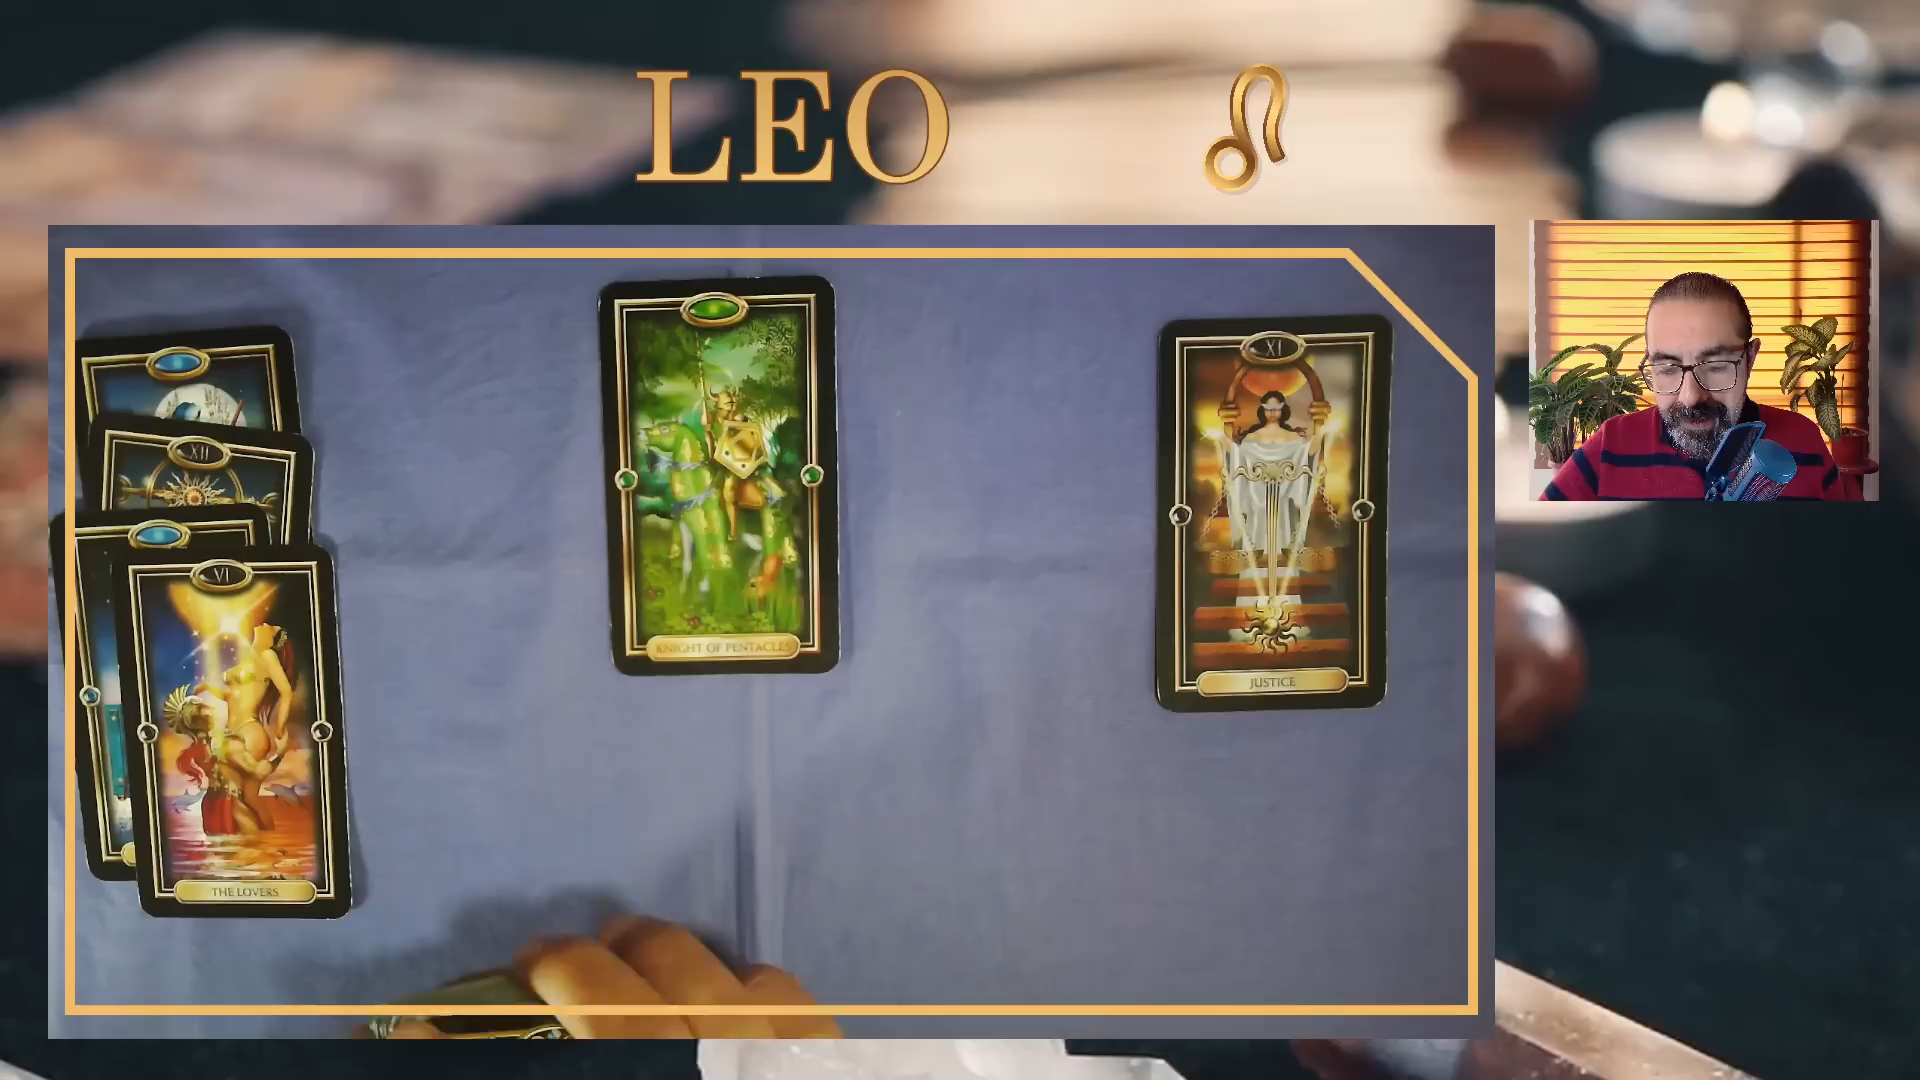 LEO
XII
VI
THE LOVERS
KNIGHT OF PENTACLES
XI
JUSTICE